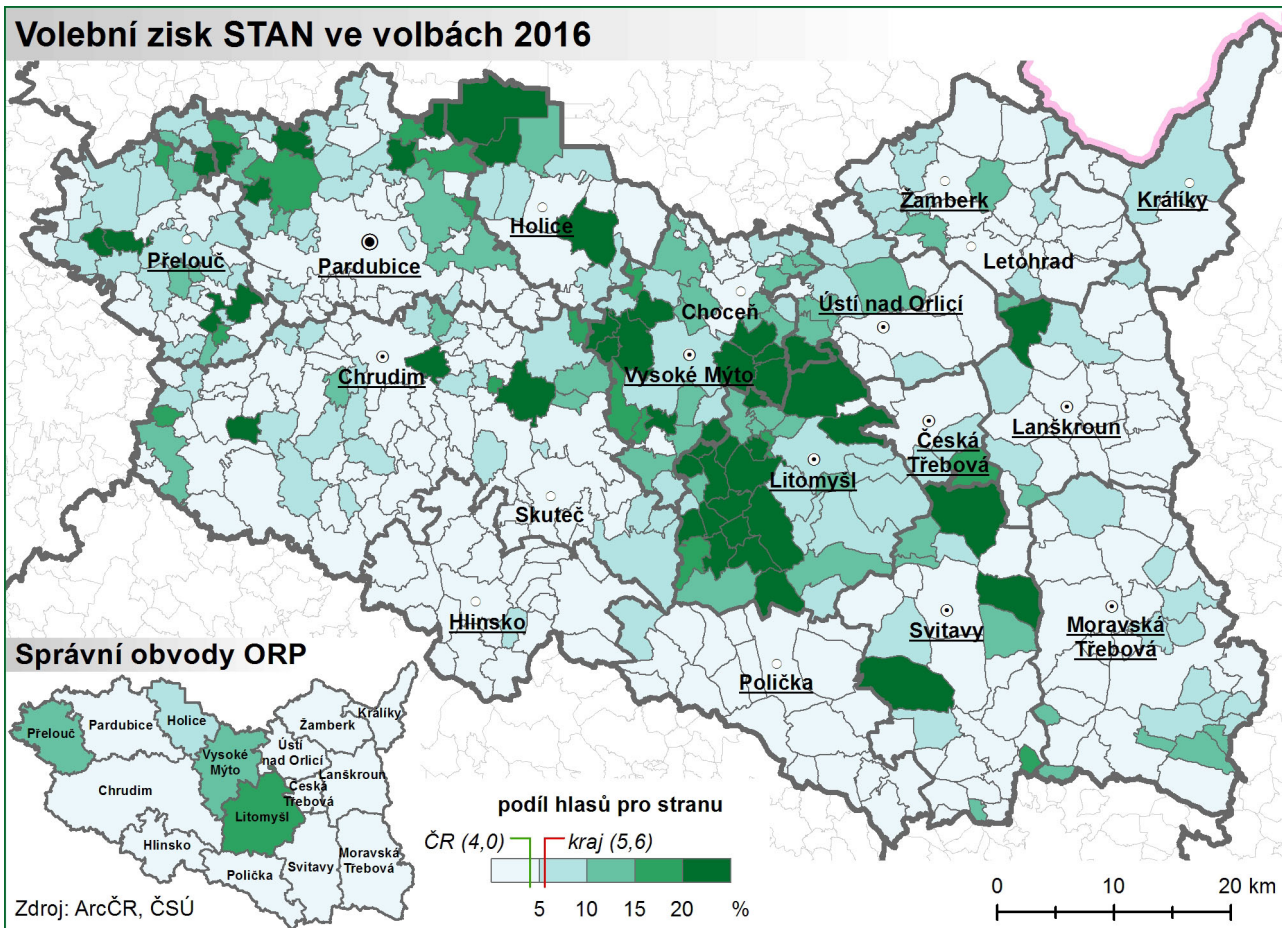 Volební zisk STAN ve volbách 2016
Žamberk
Králíky
Holice
Přelouč
Pardubice
Letohrad
Choceň
Ústí nad Orlicí
Chrudim
Vysoké Mýto
Česká
Třebová
Lanškroun
Litomyšl
Skuteč
Hlinsko
Svitavy
Moravská
Třebová
Polička
Správní obvody ORP
Přelouč
Pardubice
Holice
Žamberk
Králíky
Vysoké
Mýto
Ústí
nad Orlicí
Lanškroun
Česká
Třebová
Chrudim
Litomyšl
Hlinsko
Polička
Svitavy
Moravská
Třebová
Zdroj: ArcČR, ČSÚ
podíl hlasů pro stranu
ČR (4,0)
kraj (5,6)
5 10 15 20 %
0 10 20 km